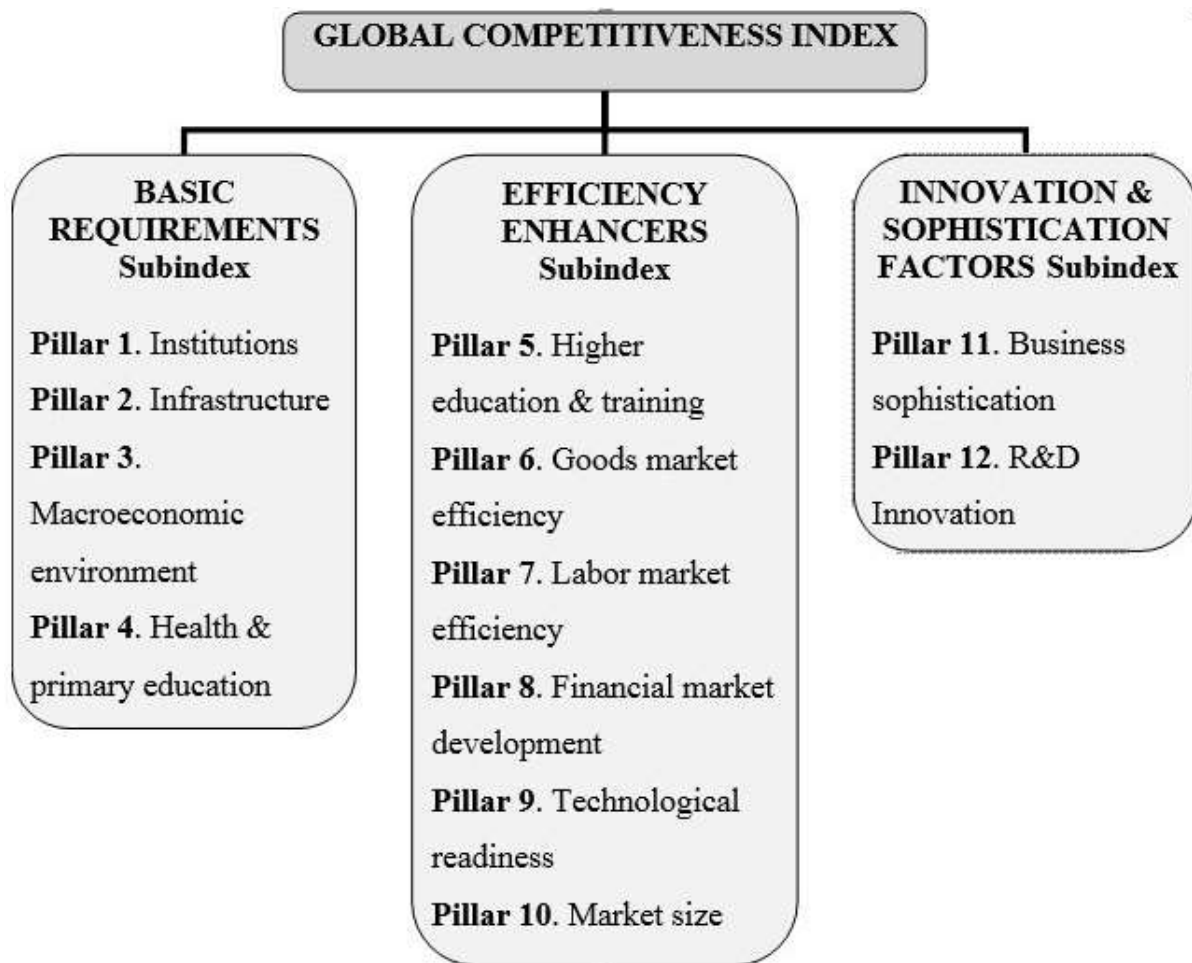 GLOBAL COMPETITIVENESS INDEX
BASIC
REQUIREMENTS
Subindex
Pillar 1. Institutions
Pillar 2. Infrastructure
Pillar 3.
Macroeconomic
environment
Pillar 4. Health &
primary education
EFFICIENCY
ENHANCERS
Subindex
Pillar 5. Higher
education & training
Pillar 6. Goods market
efficiency
Pillar 7. Labor market
efficiency
Pillar 8. Financial market
development
Pillar 9. Technological
readiness
Pillar 10. Market size
INNOVATION &
SOPHISTICATION
FACTORS Subindex
Pillar 11. Business
sophistication
Pillar 12. R&D
Innovation